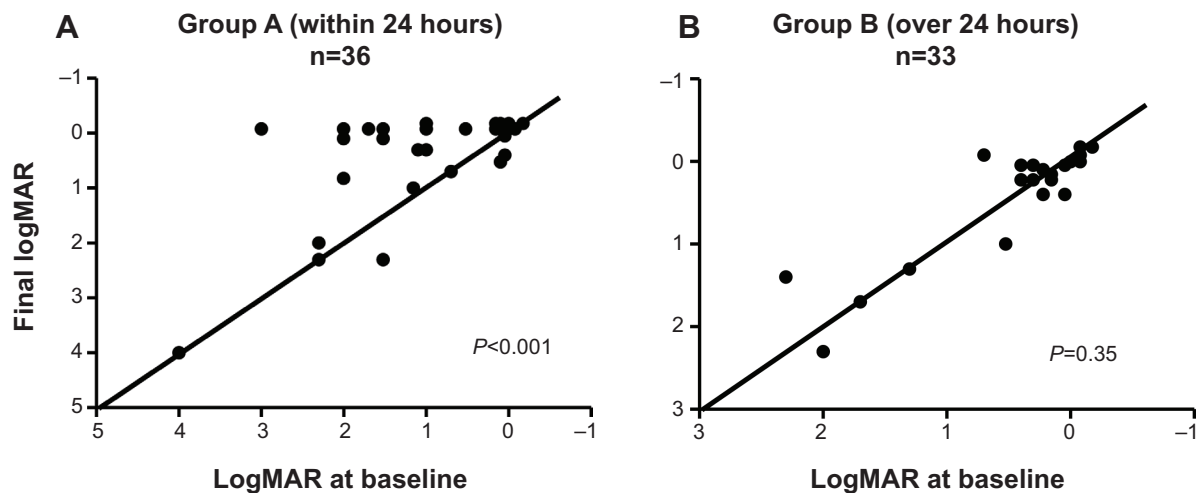 A
Group A (within 24 hours)
n=36
–1
0
1
2
3
4
5
Final logMAR
P<0.001
5
4
3
2
1
0
–1
LogMAR at baseline
B
Group B (over 24 hours)
n=33
–1
0
1
2
3
P=0.35
3
2
1
0
–1
LogMAR at baseline